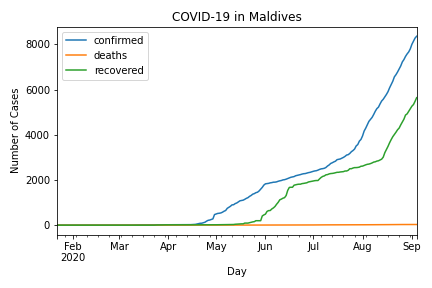 COVID-19 in Maldives
confirmed
deaths
recovered
Number of Cases
8000
6000
4000
2000
0
Feb Mar Apr May Jun Jul Aug Sep
2020
Day